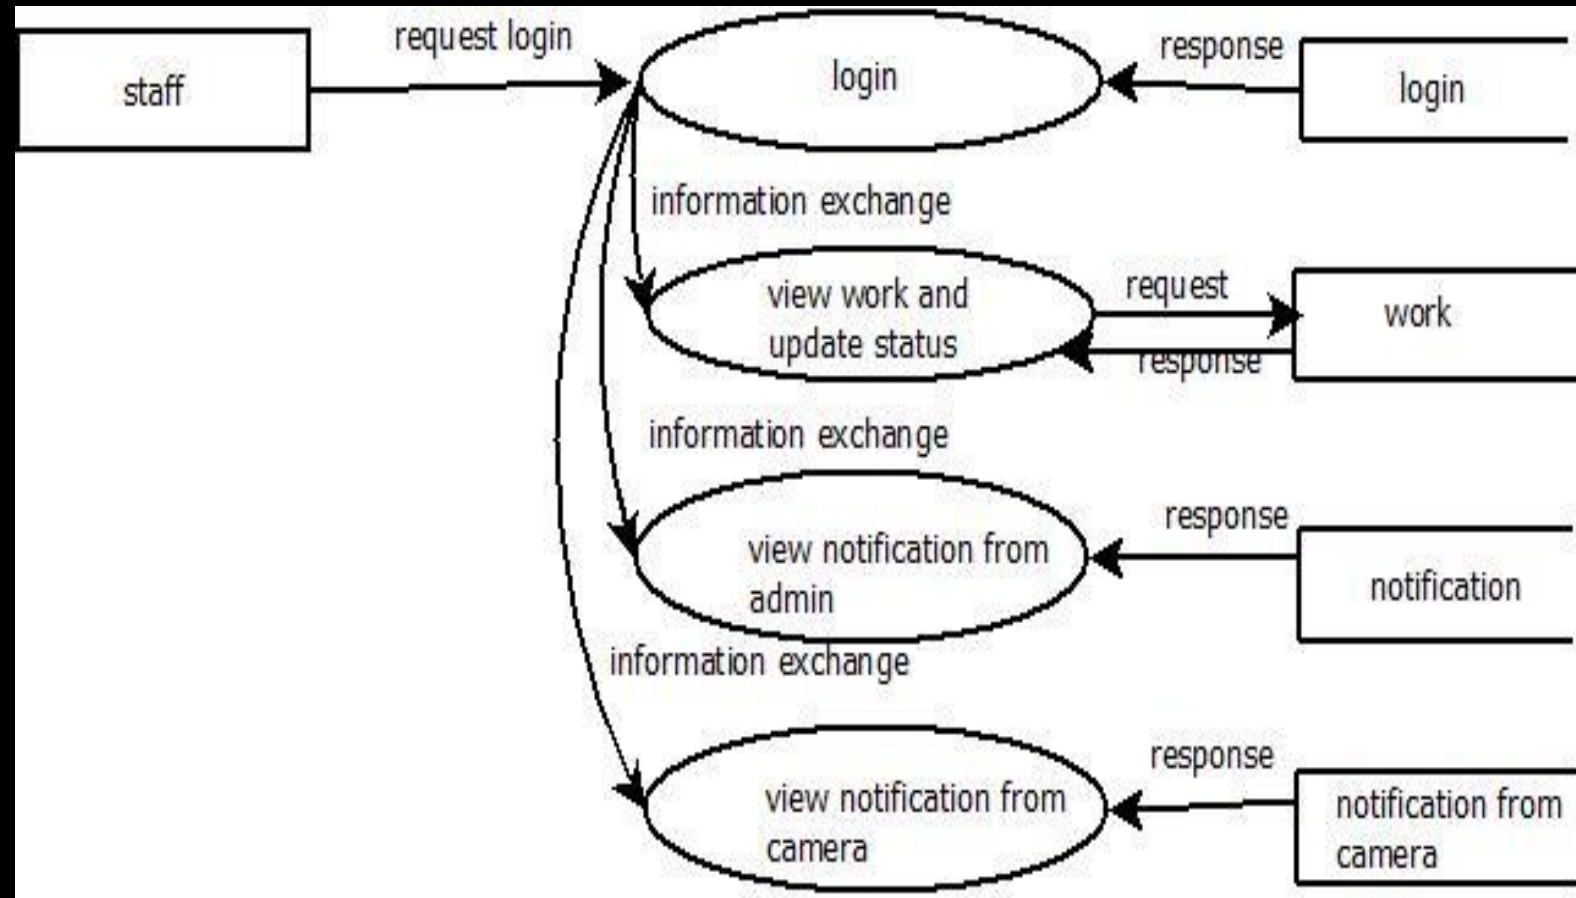 staff
request login
login
response
login
information exchange
view work and
update status
request
response
work
information exchange
view notification from
admin
response
notification
information exchange
view notification from
camera
response
notification from
camera